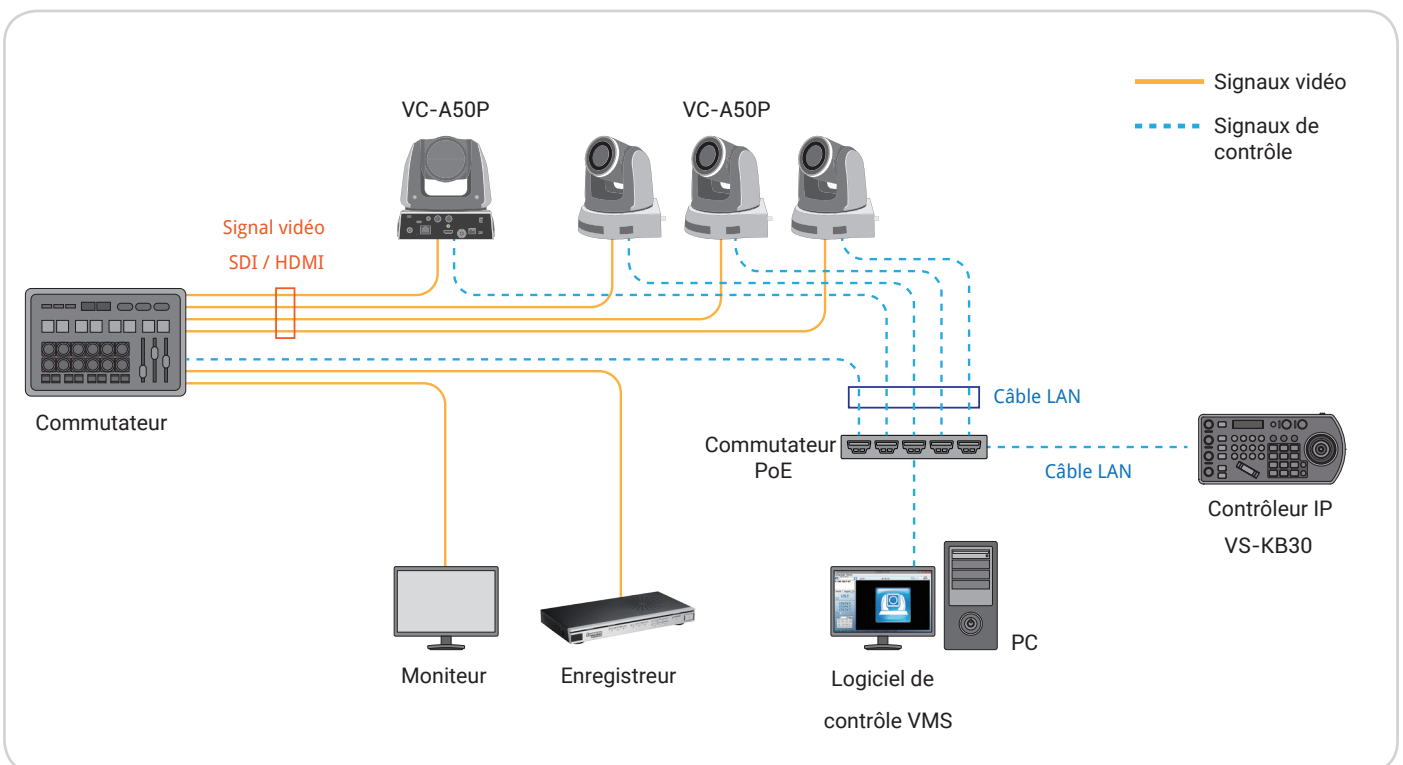 Signaux vidéo
VC-A50P
VC-A50P
Signaux de
contrôle
Signal vidéo
SDI / HDMI
Câble LAN
Commutateur
Commutateur
PoE
Câble LAN
Contrôleur IP
VS-KB30
PC
Moniteur
Enregistreur
Logiciel de
contrôle VMS